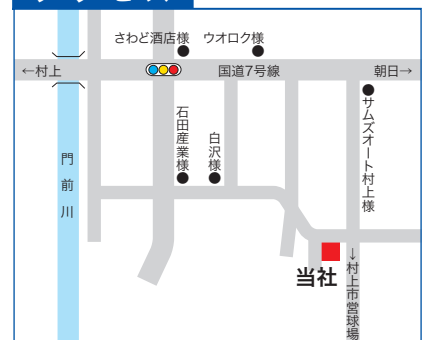 さわど酒店様
ウオロク様
←村上
国道7号線
朝日→
石田産業様
白沢様
サムズオート村上様
門前川
当社
↓村上市営球場